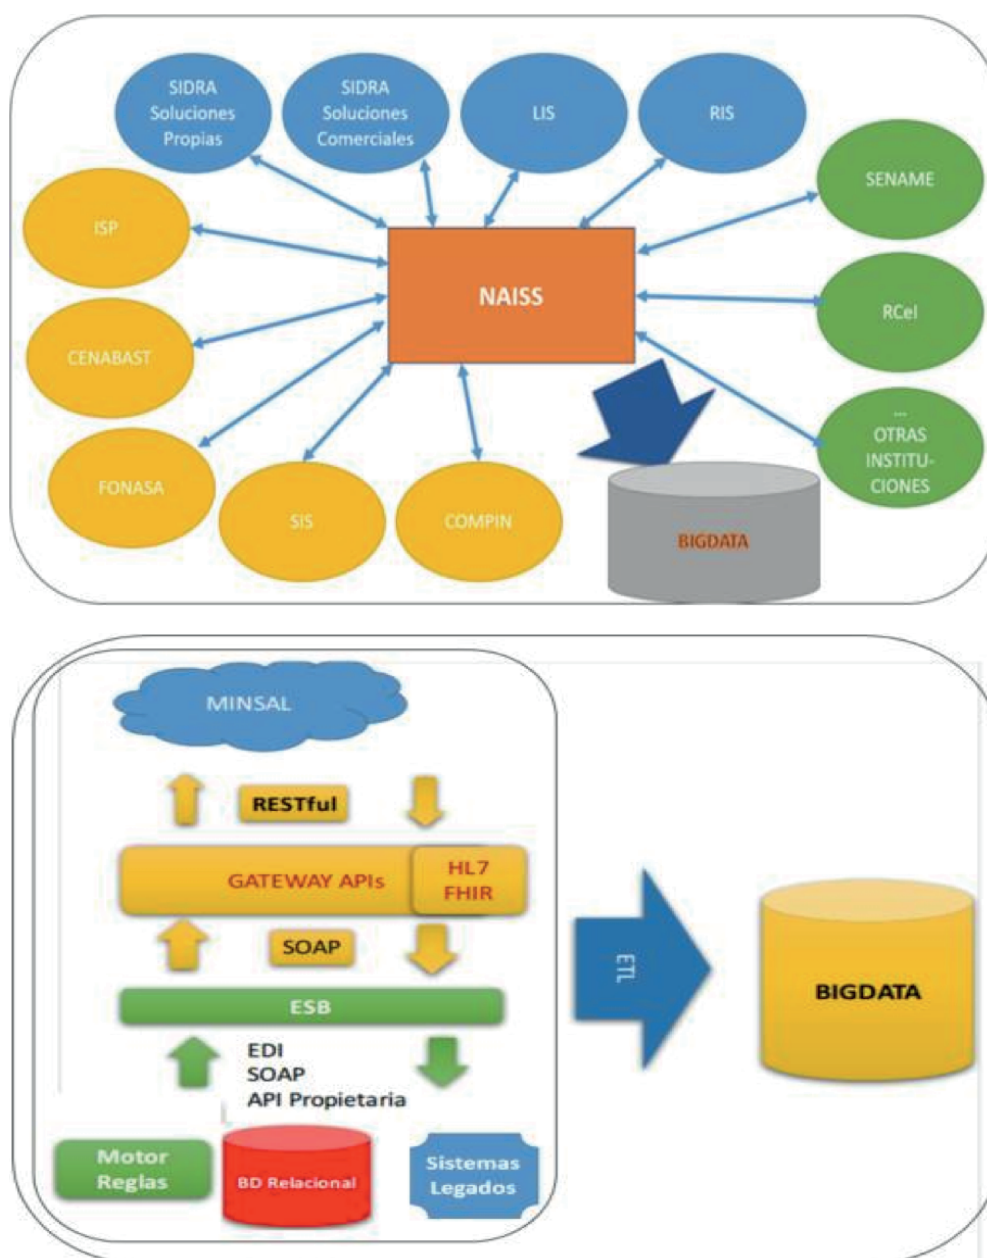 SIDRA
Soluciones
Propias
SIDRA
Soluciones
Comerciales
LIS
RIS
SENAME
ISP
NAISS
RCel
CENABAST
...
OTRAS
INSTITU-
CIONES
FONASA
SIS
COMPIN
BIGDATA
MINSAL
RESTful
GATEWAY APIs
HL7
FHIR
SOAP
ETL
BIGDATA
ESB
EDI
SOAP
API Propietaria
Motor
Reglas
BD Relacional
Sistemas
Legados